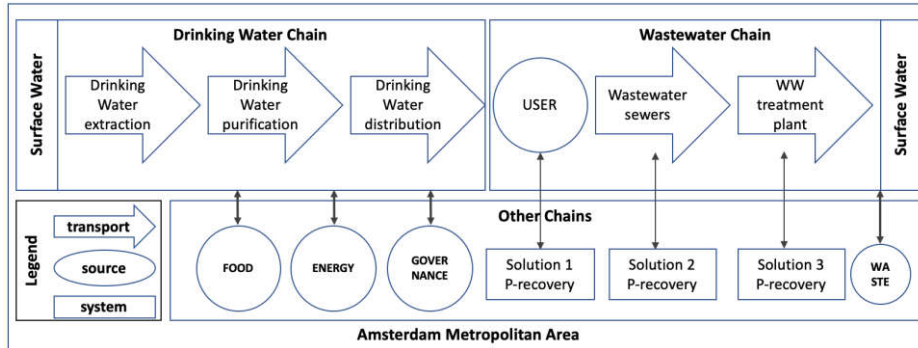 Drinking Water Chain
Wastewater Chain
Surface Water
Drinking
Water
extraction
Drinking
Water
purification
Drinking
Water
distribution
USER
Wastewater
sewers
WW
treatment
plant
Surface Water
Legend
transport
source
system
Other Chains
FOOD
ENERGY
GOVER
NANCE
Solution 1
P-recovery
Solution 2
P-recovery
Solution 3
P-recovery
WA
STE
Amsterdam Metropolitan Area